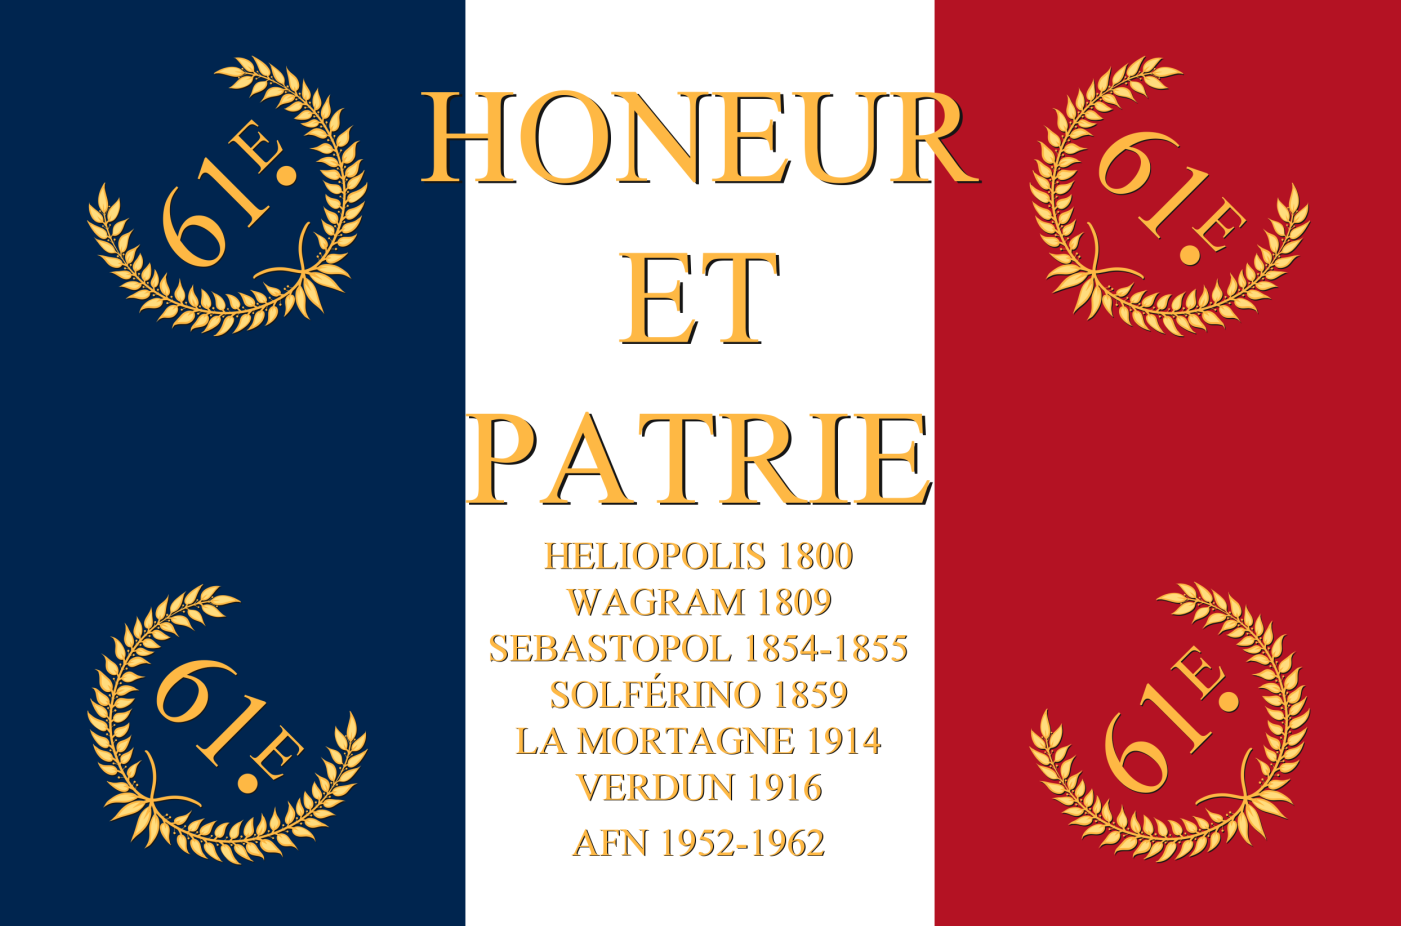 61E.
HONEUR
61E.
ET
PATRIE
HELIOPOLIS 1800
WAGRAM 1809
SEBASTOPOL 1854-1855
SOLFÉRINO 1859
LA MORTAGNE 1914
VERDUN 1916
AFN 1952-1962
61E.
61E.